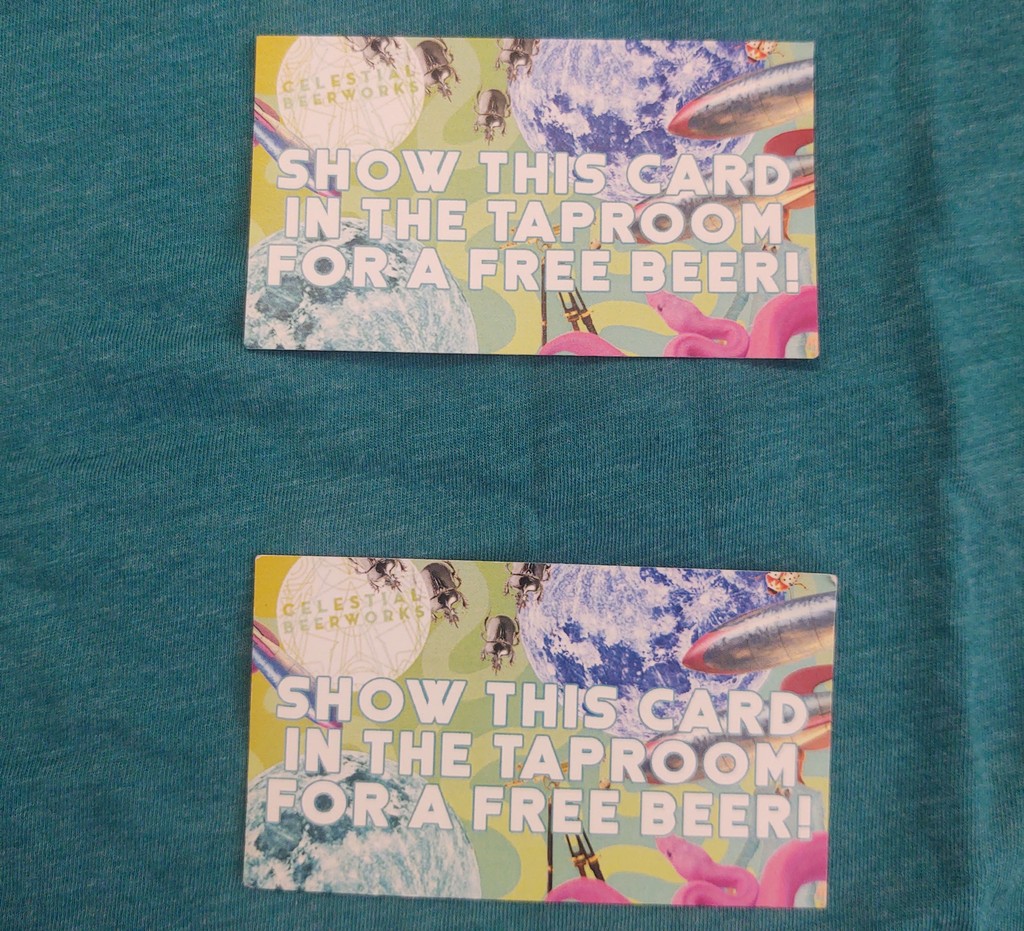 CELESTIAL
BEERWORKS
SHOW THIS CARD
IN THE TAPROOM
FOR A FREE BEER!
CELESTIAL
BEERWORKS
SHOW THIS CARD
IN THE TAPROOM
FOR A FREE BEER!